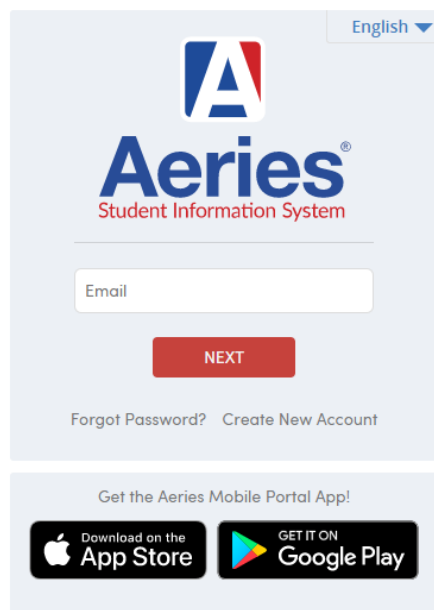 English
A
Aeries®
Student Information System
Email
NEXT
Forgot Password? Create New Account
Get the Aeries Mobile Portal App!
Download on the
App Store
GET IT ON
Google Play